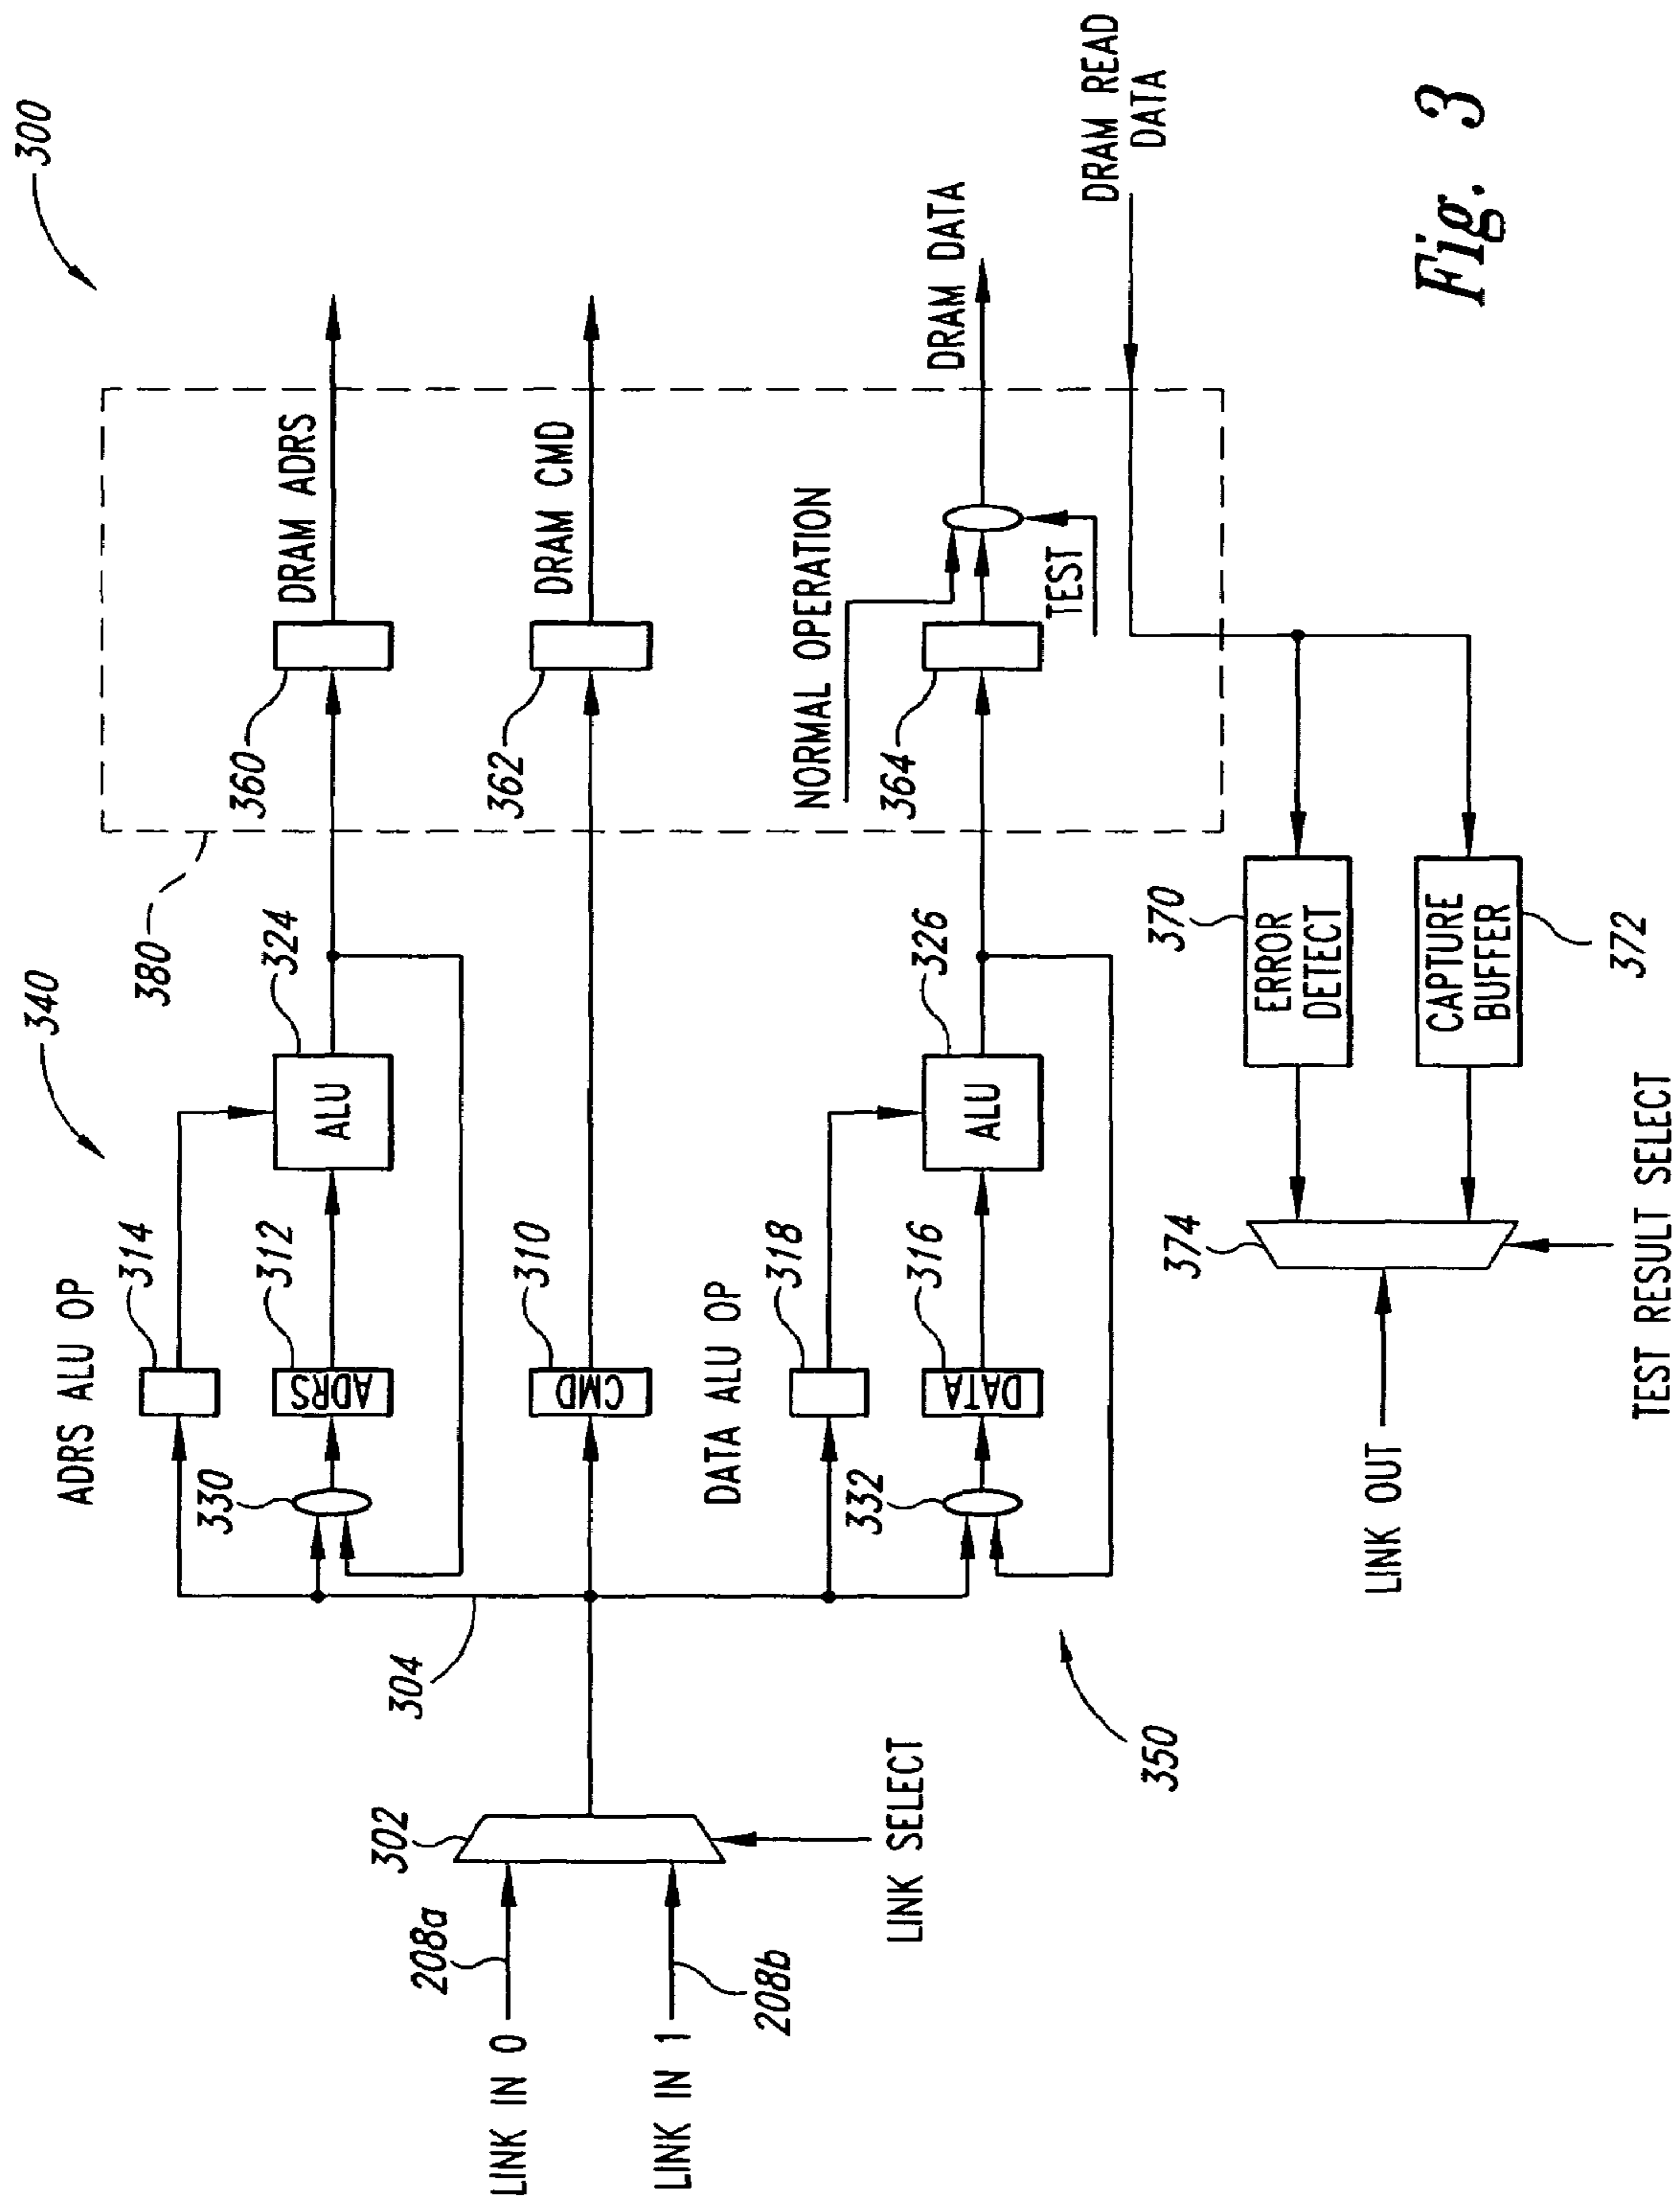 300
340
ADRS ALU OP
314
324
380
360
DRAM ADRS
330
312
ADRS
ALU
304
310
CMD
362
DRAM CMD
302
208a
LINK IN 0
LINK IN 1
208b
LINK SELECT
DATA ALU OP
318
326
NORMAL OPERATION
364
TEST
DRAM DATA
332
316
DATA
ALU
350
DRAM READ
DATA
370
ERROR
DETECT
374
CAPTURE
BUFFER
372
LINK OUT
TEST RESULT SELECT
Fig. 3